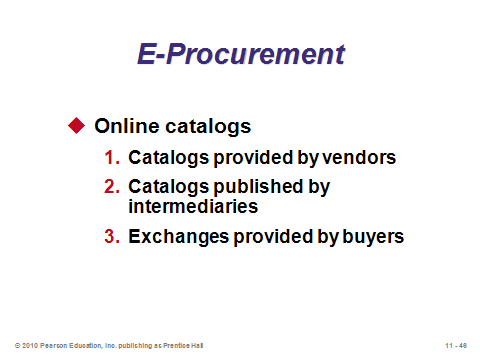 E-Procurement
Online catalogs
1. Catalogs provided by vendors
2. Catalogs published by
intermediaries
3. Exchanges provided by buyers
© 2010 Pearson Education, Inc. publishing as Prentice Hall
11 - 46